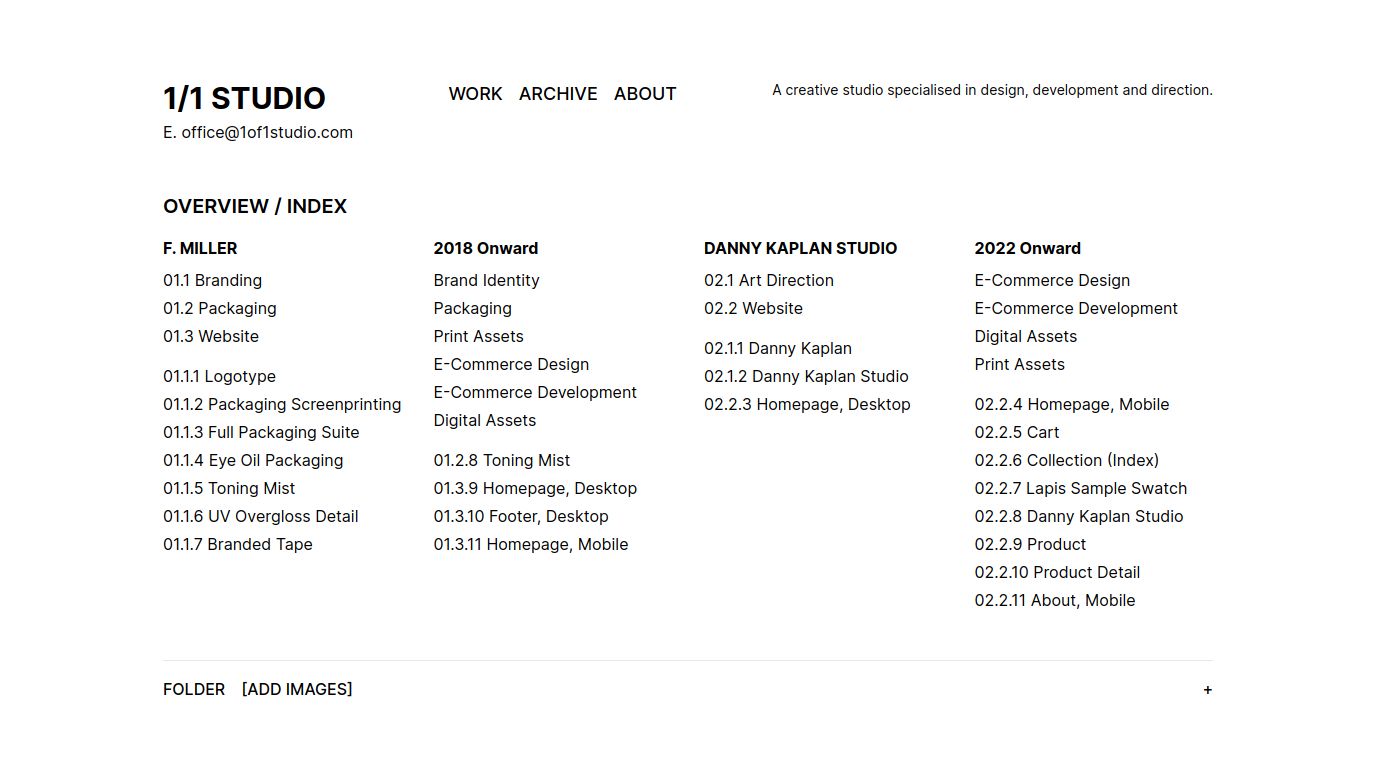 1/1 STUDIO
E. office@1of1studio.com
WORK ARCHIVE ABOUT
A creative studio specialised in design, development and direction.
OVERVIEW / INDEX
F. MILLER
01.1 Branding
01.2 Packaging
01.3 Website
01.1.1 Logotype
01.1.2 Packaging Screenprinting
01.1.3 Full Packaging Suite
01.1.4 Eye Oil Packaging
01.1.5 Toning Mist
01.1.6 UV Overgloss Detail
01.1.7 Branded Tape
2018 Onward
Brand Identity
Packaging
Print Assets
E-Commerce Design
E-Commerce Development
Digital Assets
01.2.8 Toning Mist
01.3.9 Homepage, Desktop
01.3.10 Footer, Desktop
01.3.11 Homepage, Mobile
DANNY KAPLAN STUDIO
02.1 Art Direction
02.2 Website
02.1.1 Danny Kaplan
02.1.2 Danny Kaplan Studio
02.2.3 Homepage, Desktop
2022 Onward
E-Commerce Design
E-Commerce Development
Digital Assets
Print Assets
02.2.4 Homepage, Mobile
02.2.5 Cart
02.2.6 Collection (Index)
02.2.7 Lapis Sample Swatch
02.2.8 Danny Kaplan Studio
02.2.9 Product
02.2.10 Product Detail
02.2.11 About, Mobile
FOLDER [ADD IMAGES] +